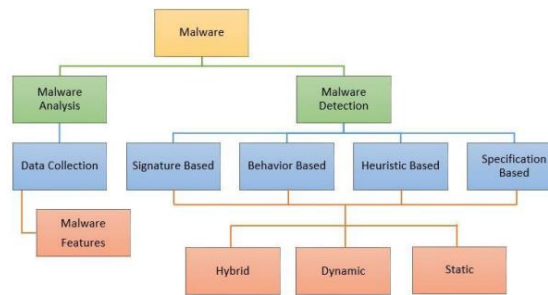 Malware
Malware
Analysis
Malware
Detection
Data Collection
Signature Based
Behavior Based
Heuristic Based
Specification
Based
Malware
Features
Hybrid
Dynamic
Static